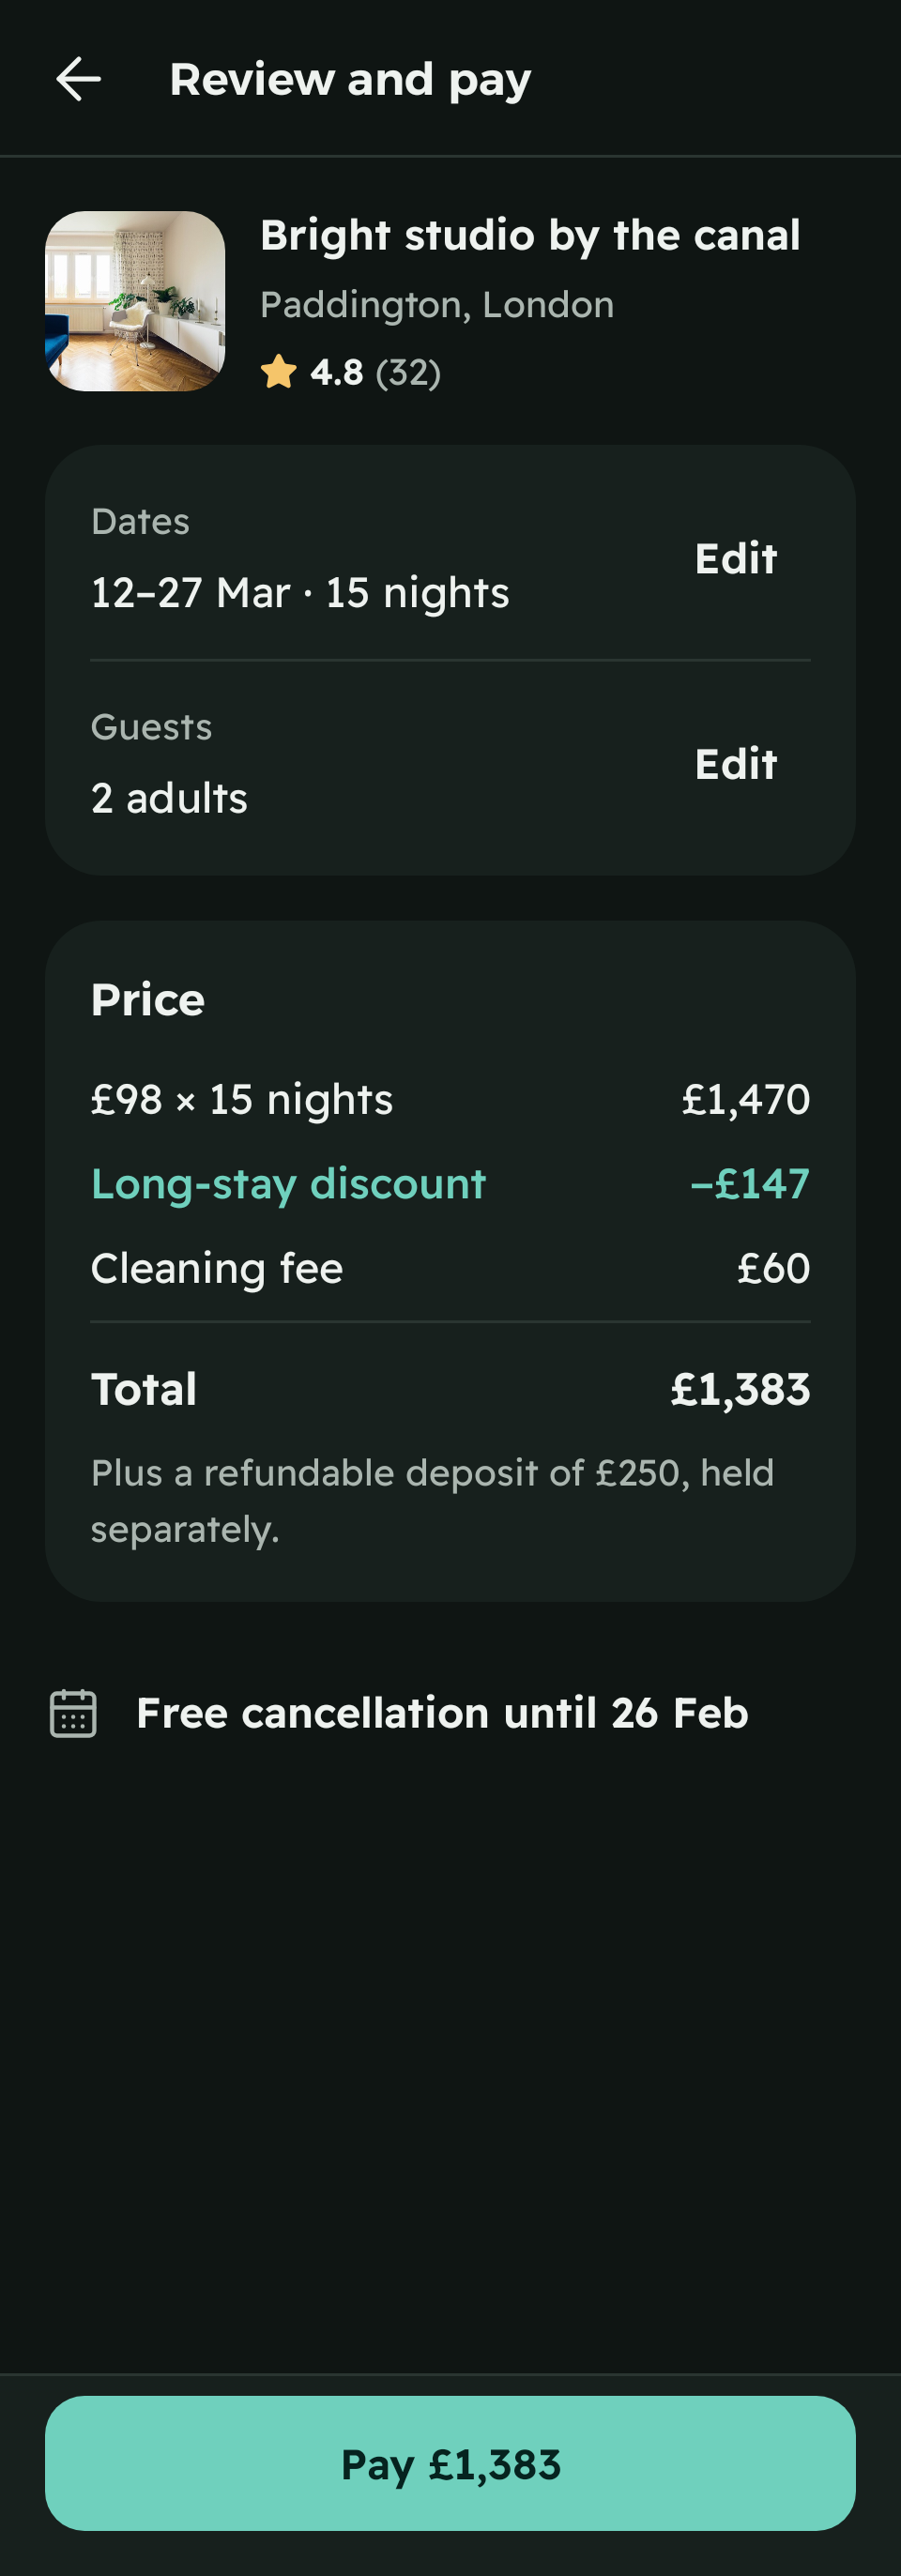 Review and pay
Bright studio by the canal
Paddington, London
4.8 (32)
Dates
12–27 Mar · 15 nights
Edit
Guests
2 adults
Edit
Price
£98 × 15 nights £1,470
Long-stay discount −£147
Cleaning fee £60
Total £1,383
Plus a refundable deposit of £250, held
separately.
Free cancellation until 26 Feb
Pay £1,383